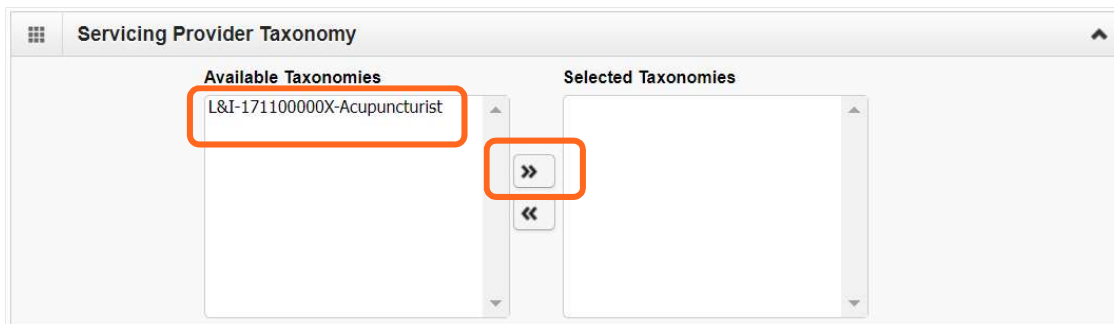 Servicing Provider Taxonomy
Available Taxonomies
Selected Taxonomies
L&I-171100000X-Acupuncturist
»
«